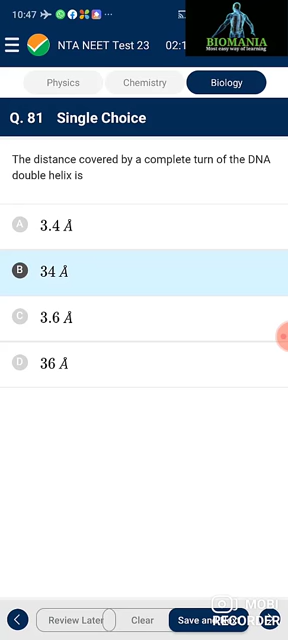 10:47
BIOMANIA
Most easy way of learning
NTA NEET Test 23 02:1
Physics Chemistry Biology
Q. 81 Single Choice
The distance covered by a complete turn of the DNA
double helix is
A 3.4 Å
B 34 Å
C 3.6 Å
D 36 Å
MOBI
Review Later Clear Save an
RECORDER